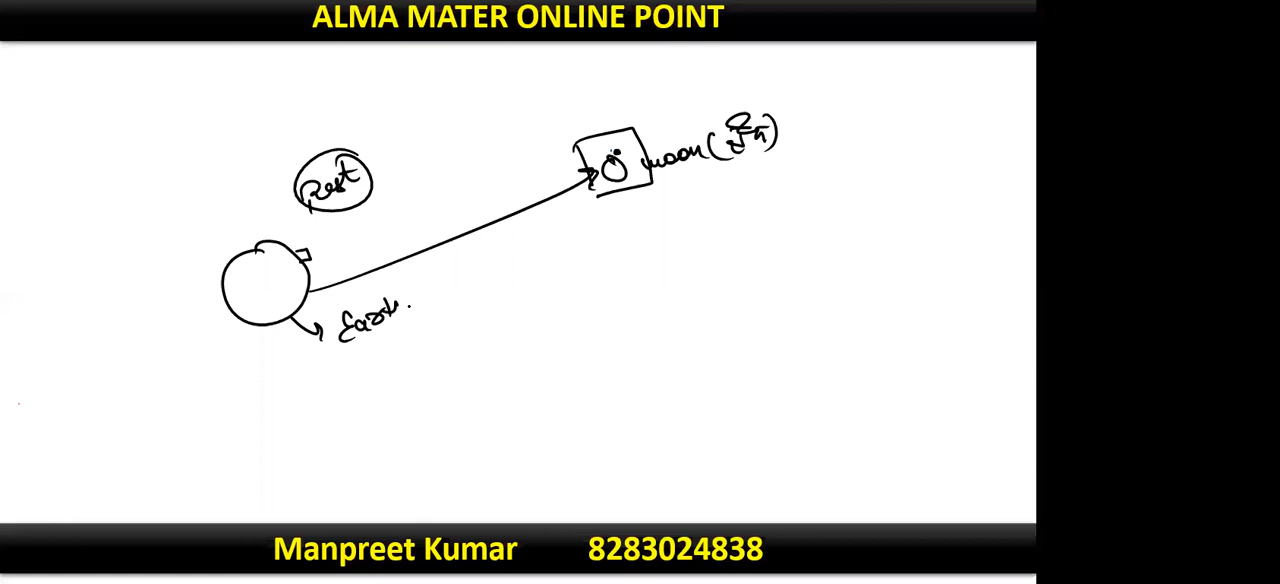 ALMA MATER ONLINE POINT
Rest
moon (
Earth.
Manpreet Kumar 8283024838